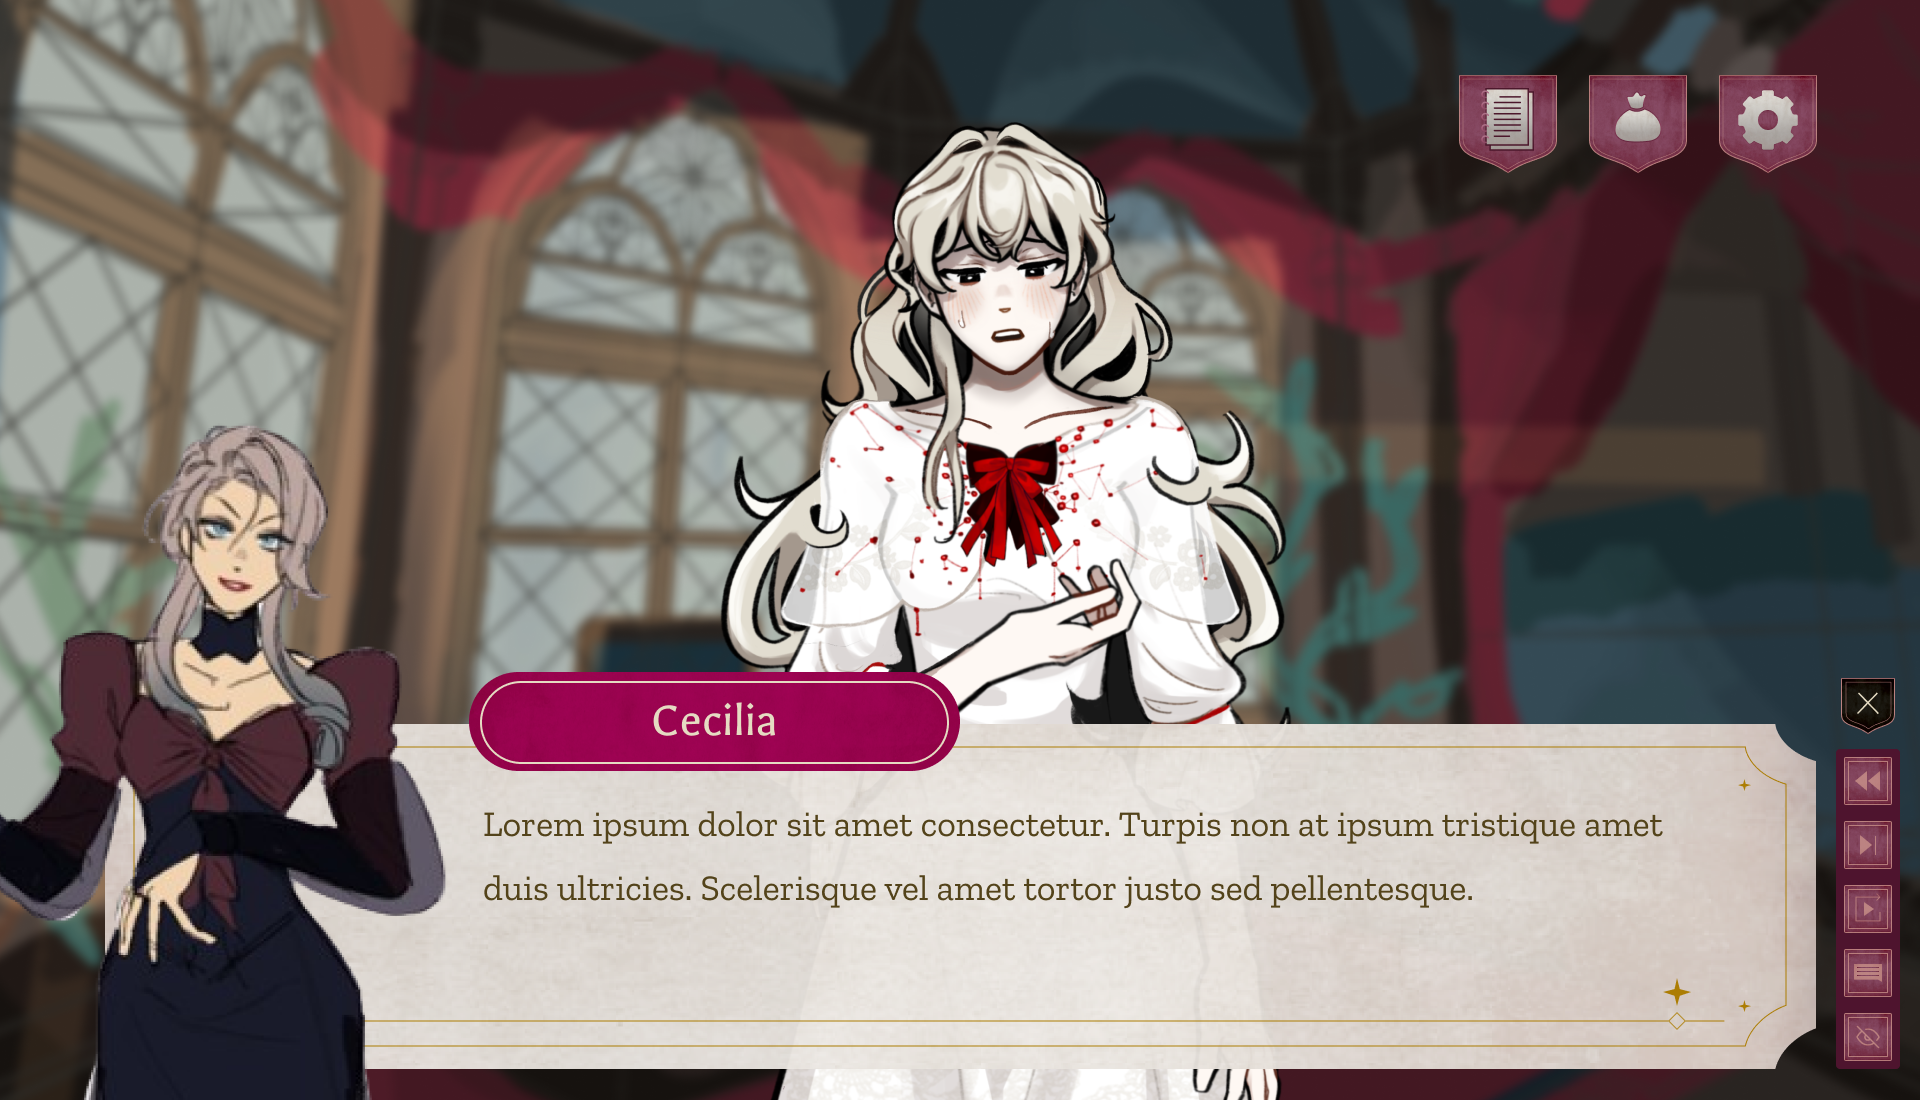 Cecilia
Lorem ipsum dolor sit amet consectetur. Turpis non at ipsum tristique amet
duis ultricies. Scelerisque vel amet tortor justo sed pellentesque.